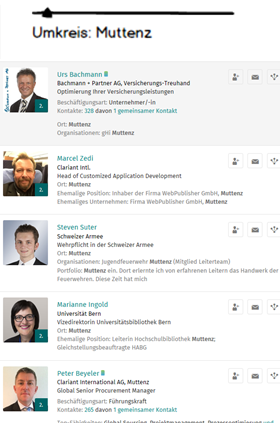 Umkreis: Muttenz
Urs Bachmann
Bachmann + Partner AG, Versicherungs-Treuhand
Optimierung Ihrer Versicherungsleistungen
Beschäftigungsart: Unternehmer/-in
Kontakte: 328 davon 1 gemeinsamer Kontakt
Ort: Muttenz
Organisationen: gHi Muttenz
2.
Marcel Zedi
Clariant Intl.
Head of Customized Application Development
Ort: Muttenz
Ehemalige Position: Inhaber der Firma WebPublisher GmbH, Muttenz
Ehemaliges Unternehmen: Firma WebPublisher GmbH, Muttenz
2.
Steven Suter
Schweizer Armee
Wehrpflicht in der Schweizer Armee
Ort: Muttenz
Organisationen: Jugendfeuerwehr Muttenz (Mitglied Leiterteam)
Portfolio: Muttenz ein. Dort erlernte ich von erfahrenen Leitern das Handwerk der
Feuerwehren. Diese Zeit hat mich
Marianne Ingold
Universität Bern
Vizedirektorin Universitätsbibliothek Bern
Ort: Muttenz
Ehemalige Position: Leiterin Hochschulbibliothek Muttenz;
Gleichstellungsbeauftragte HABG
2.
Peter Beyeler
Clariant International AG, Muttenz
Global Senior Procurement Manager
Beschäftigungsart: Führungskraft
Kontakte: 265 davon 1 gemeinsamer Kontakt
2.